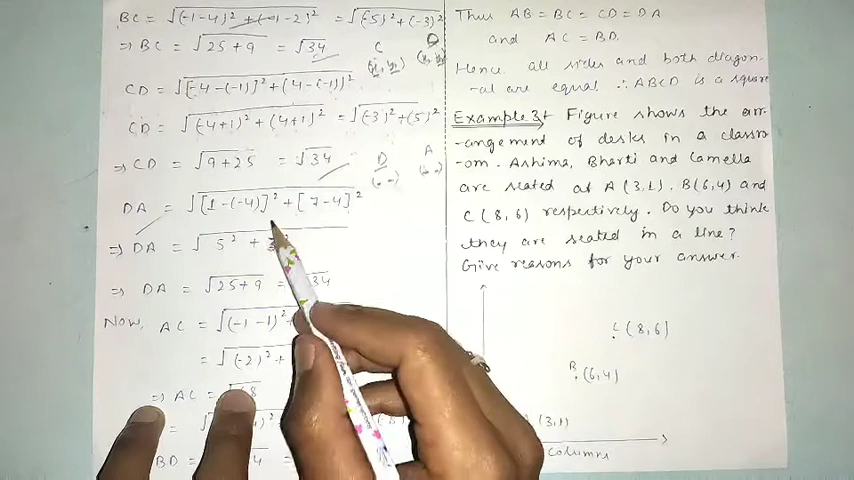 BC = √(-1-4)² + (-1-2)² = √(-5)² + (-3)²
⇒ BC = √25+9 = √34
C D
CD = √[-4-(-1)]² + (4-(-1))²
CD = √(-4+1)² + (4+1)² = √(-3)² + (5)²
⇒ CD = √9+25 = √34
D A
DA = √[1-(-4)]² + [7-4]²
⇒ DA = √5² + 3²
⇒ DA = √25+9 = √34
Now, AC = √(-1-1)²
= √(-2)² +
⇒ AC =
=
BD =
Thus AB = BC = CD = DA
and AC = BD.
Hence all sides and both diagon-
-al are equal ∴ ABCD is a square
Example 3→ Figure shows the arr
-angement of desks in a classro
-om. Ashima, Bharti and Camella
are seated at A (3,1). B(6,4) and
C (8,6) respectively. Do you think
they are seated in a line?
Give reasons for your answer.
C (8,6)
B (6,4)
(3,1)
columns